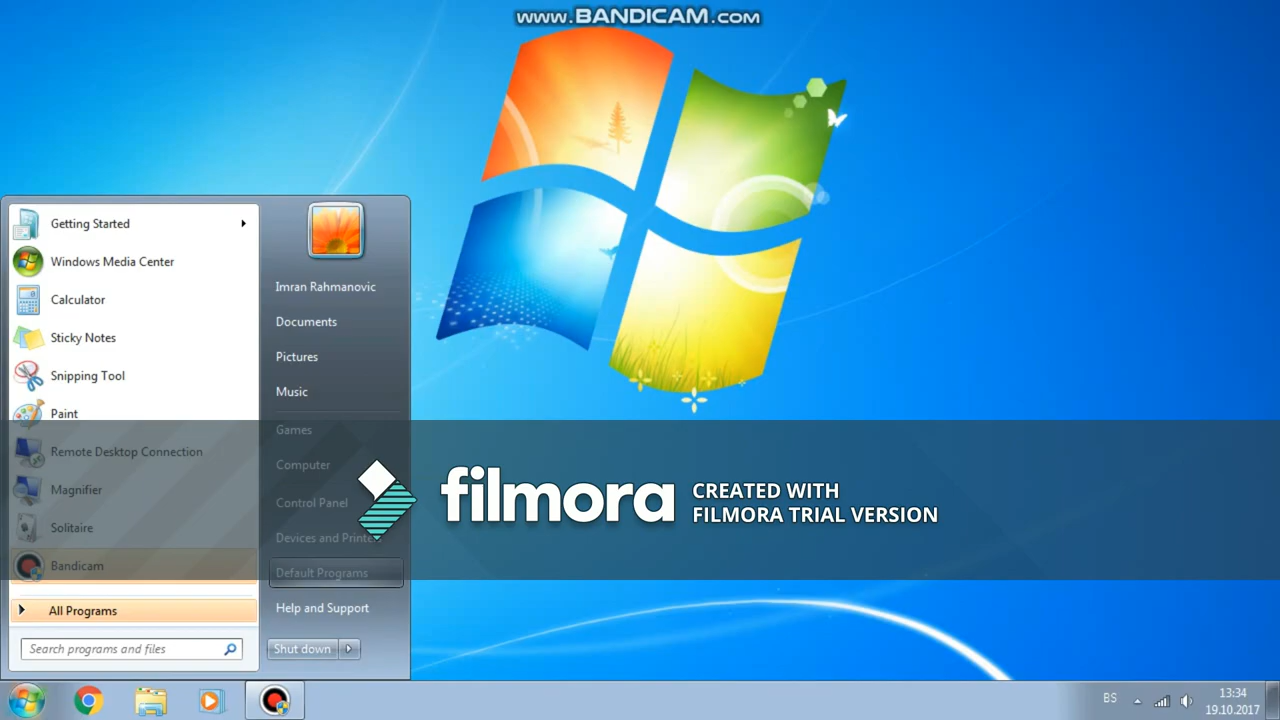 www.BANDICAM.com
Getting Started
Windows Media Center
Calculator
Sticky Notes
Snipping Tool
Paint
Remote Desktop Connection
Magnifier
Solitaire
Bandicam
All Programs
Search programs and files
Imran Rahmanovic
Documents
Pictures
Music
Games
Computer
Control Panel
Devices and Printers
Default Programs
Help and Support
Shut down
filmora
CREATED WITH
FILMORA TRIAL VERSION
BS
13:34
19.10.2017